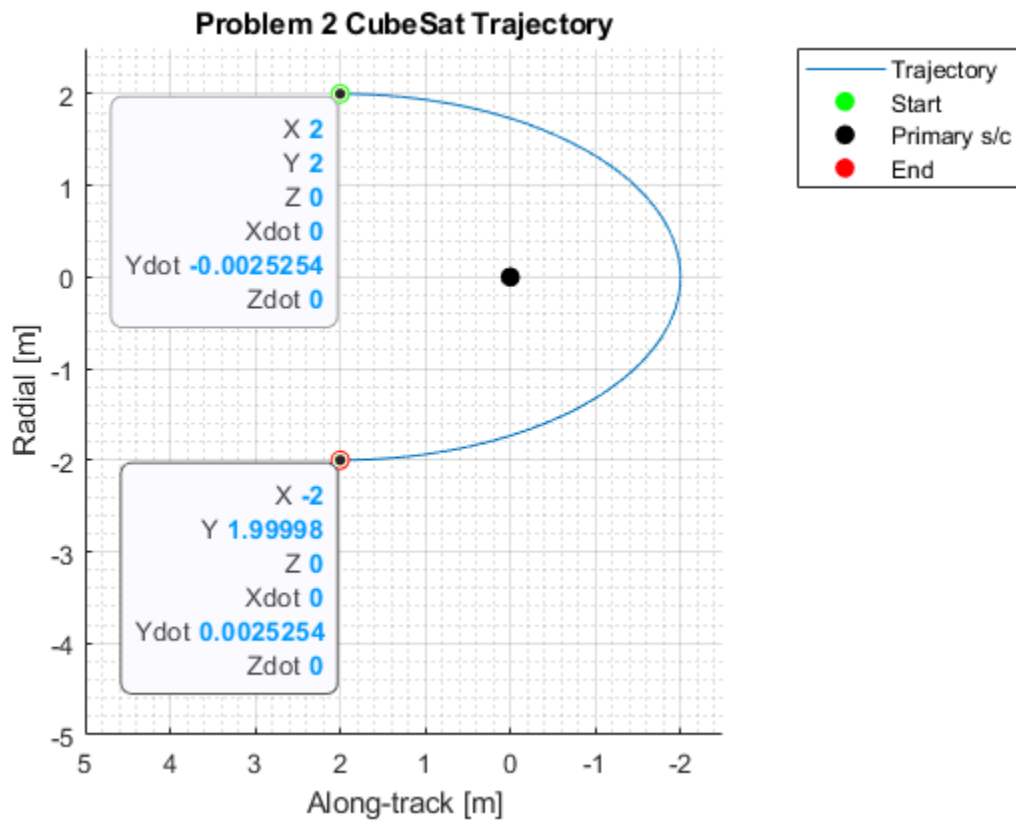 Problem 2 CubeSat Trajectory
Trajectory
Start
Primary s/c
End
2
1
0
-1
-2
-3
-4
-5
Radial [m]
X 2
Y 2
Z 0
Xdot 0
Ydot -0.0025254
Zdot 0
X -2
Y 1.99998
Z 0
Xdot 0
Ydot 0.0025254
Zdot 0
5 4 3 2 1 0 -1 -2
Along-track [m]